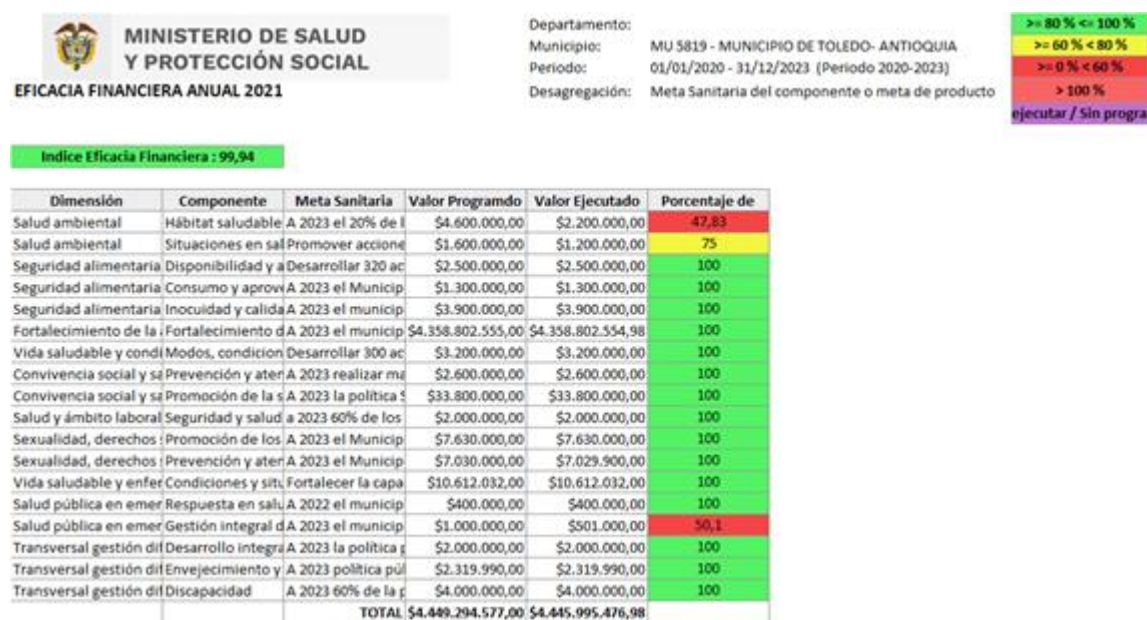 MINISTERIO DE SALUD
Y PROTECCIÓN SOCIAL
EFICACIA FINANCIERA ANUAL 2021
Departamento:
Municipio: MU 5819 - MUNICIPIO DE TOLEDO- ANTIOQUIA
Periodo: 01/01/2020 - 31/12/2023 (Periodo 2020-2023)
Desagregación: Meta Sanitaria del componente o meta de producto
>= 80 % <= 100 %
>= 60 % < 80 %
>= 0 % < 60 %
> 100 %
ejecutar / Sin progra
Indice Eficacia Financiera : 99,94
Dimensión Componente Meta Sanitaria Valor Programdo Valor Ejecutado Porcentaje de
Salud ambiental Hábitat saludable A 2023 el 20% de l $4.600.000,00 $2.200.000,00 47,83
Salud ambiental Situaciones en sal Promover accione $1.600.000,00 $1.200.000,00 75
Seguridad alimentaria Disponibilidad y a Desarrollar 320 ac $2.500.000,00 $2.500.000,00 100
Seguridad alimentaria Consumo y aprov A 2023 el Municip $1.300.000,00 $1.300.000,00 100
Seguridad alimentaria Inocuidad y calida A 2023 el municip $3.900.000,00 $3.900.000,00 100
Fortalecimiento de la Fortalecimiento d A 2023 el municip $4.358.802.555,00 $4.358.802.554,98 100
Vida saludable y condi Modos, condicion Desarrollar 300 ac $3.200.000,00 $3.200.000,00 100
Convivencia social y sa Prevención y aten A 2023 realizar ma $2.600.000,00 $2.600.000,00 100
Convivencia social y sa Promoción de la s A 2023 la política $33.800.000,00 $33.800.000,00 100
Salud y ámbito laboral Seguridad y salud a 2023 60% de los $2.000.000,00 $2.000.000,00 100
Sexualidad, derechos Promoción de los A 2023 el Municip $7.630.000,00 $7.630.000,00 100
Sexualidad, derechos Prevención y aten A 2023 el Municip $7.030.000,00 $7.029.900,00 100
Vida saludable y enfer Condiciones y situ Fortalecer la capa $10.612.032,00 $10.612.032,00 100
Salud pública en emer Respuesta en salu A 2022 el municip $400.000,00 $400.000,00 100
Salud pública en emer Gestión integral d A 2023 el municip $1.000.000,00 $501.000,00 50,1
Transversal gestión dif Desarrollo integra A 2023 la política p $2.000.000,00 $2.000.000,00 100
Transversal gestión dif Envejecimiento y A 2023 política púl $2.319.990,00 $2.319.990,00 100
Transversal gestión dif Discapacidad A 2023 60% de la p $4.000.000,00 $4.000.000,00 100
TOTAL $4.449.294.577,00 $4.445.995.476,98